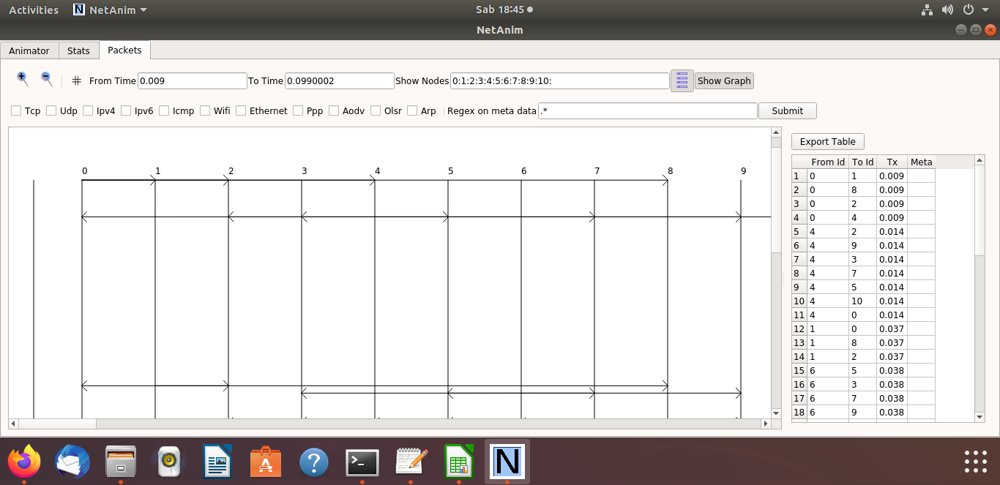 Activities NetAnim Sab 18:45
NetAnim
Animator Stats Packets
# From Time 0.009 To Time 0.0990002 Show Nodes 0:1:2:3:4:5:6:7:8:9:10: Show Graph
Tcp Udp Ipv4 Ipv6 Icmp Wifi Ethernet Ppp Aodv Olsr Arp Regex on meta data .* Submit
0 1 2 3 4 5 6 7 8 9
Export Table
From Id To Id Tx Meta
1 0 1 0.009
2 0 8 0.009
3 0 2 0.009
4 0 4 0.009
5 4 2 0.014
6 4 9 0.014
7 4 3 0.014
8 4 7 0.014
9 4 5 0.014
10 4 10 0.014
11 4 0 0.014
12 1 0 0.037
13 1 8 0.037
14 1 2 0.037
15 6 5 0.038
16 6 3 0.038
17 6 7 0.038
18 6 9 0.038